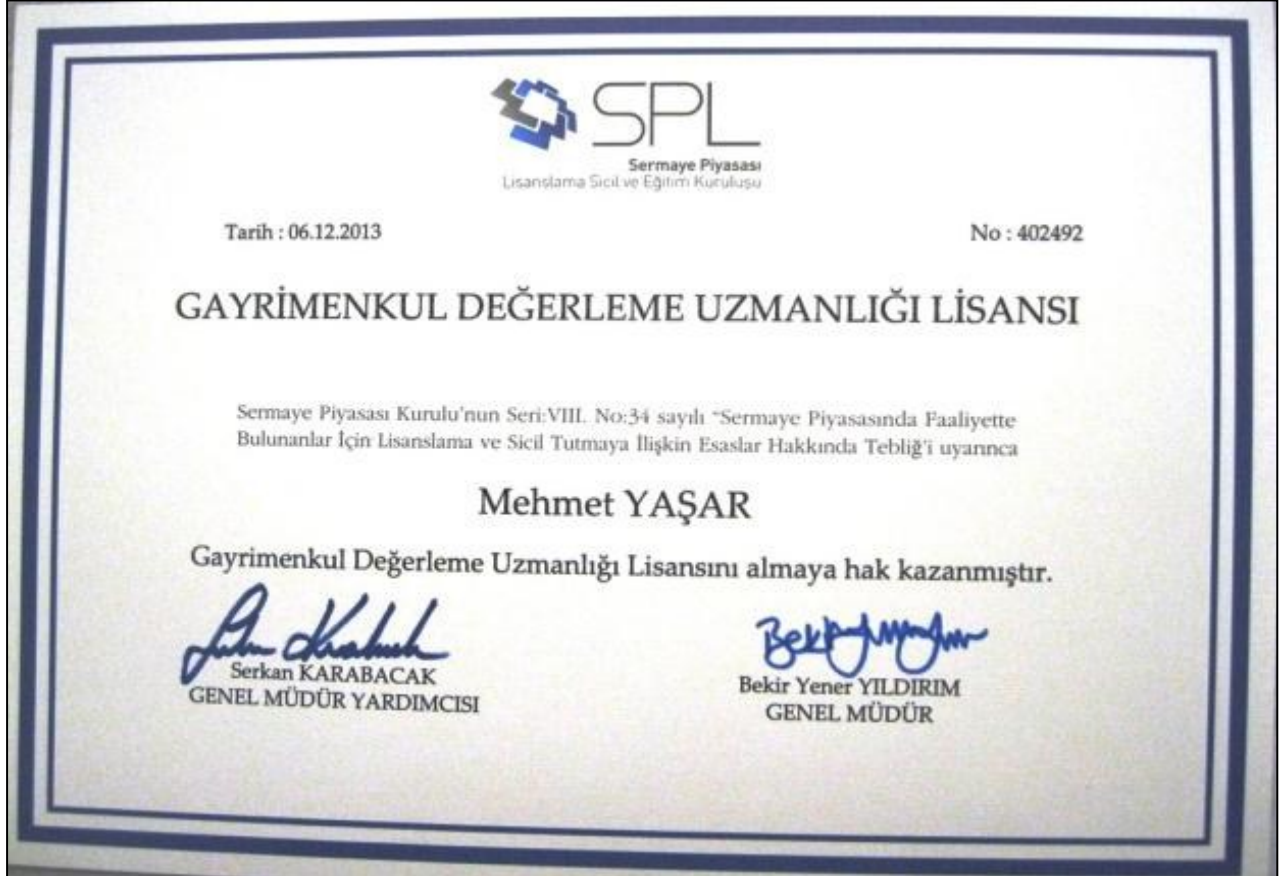 SPL
Sermaye Piyasası
Lisanslama Sicil ve Eğitim Kuruluşu
Tarih : 06.12.2013
No : 402492
GAYRİMENKUL DEĞERLEME UZMANLIĞI LİSANSI
Sermaye Piyasası Kurulu'nun Seri:VIII. No:34 sayılı "Sermaye Piyasasında Faaliyette
Bulunanlar İçin Lisanslama ve Sicil Tutmaya İlişkin Esaslar Hakkında Tebliğ'i uyarınca
Mehmet YAŞAR
Gayrimenkul Değerleme Uzmanlığı Lisansını almaya hak kazanmıştır.
Serkan KARABACAK
GENEL MÜDÜR YARDIMCISI
Bekir Yener YILDIRIM
GENEL MÜDÜR